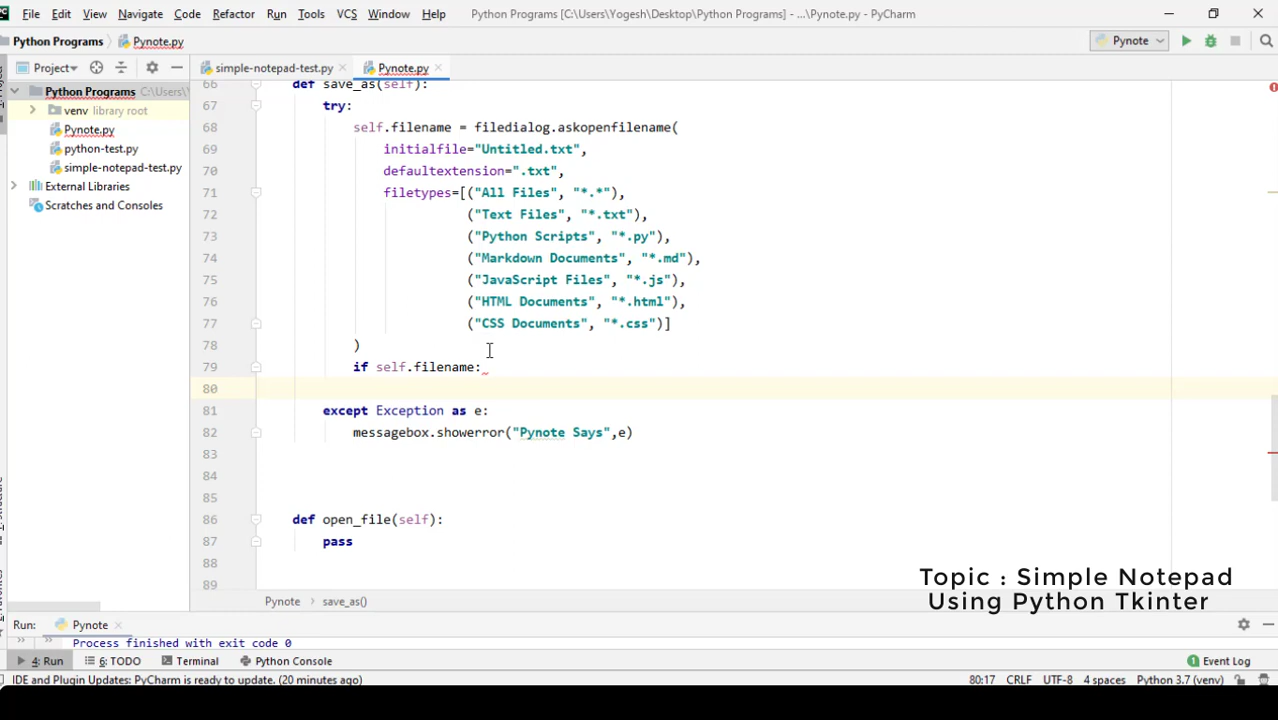 File Edit View Navigate Code Refactor Run Tools VCS Window Help Python Programs [C:\Users\Yogesh\Desktop\Python Programs] - ...\Pynote.py - PyCharm
Python Programs Pynote.py Pynote
Project simple-notepad-test.py Pynote.py
Python Programs C:\Users\
venv library root
Pynote.py
python-test.py
simple-notepad-test.py
External Libraries
Scratches and Consoles
66 def save_as(self):
67 try:
68 self.filename = filedialog.askopenfilename(
69 initialfile="Untitled.txt",
70 defaultextension=".txt",
71 filetypes=[("All Files", "*.*"),
72 ("Text Files", "*.txt"),
73 ("Python Scripts", "*.py"),
74 ("Markdown Documents", "*.md"),
75 ("JavaScript Files", "*.js"),
76 ("HTML Documents", "*.html"),
77 ("CSS Documents", "*.css")]
78 )
79 if self.filename:
80
81 except Exception as e:
82 messagebox.showerror("Pynote Says",e)
83
84
85
86 def open_file(self):
87 pass
88
89
Topic : Simple Notepad
Using Python Tkinter
Pynote save_as()
Run: Pynote
Process finished with exit code 0
4: Run 6: TODO Terminal Python Console 1 Event Log
IDE and Plugin Updates: PyCharm is ready to update. (20 minutes ago) 80:17 CRLF UTF-8 4 spaces Python 3.7 (venv)